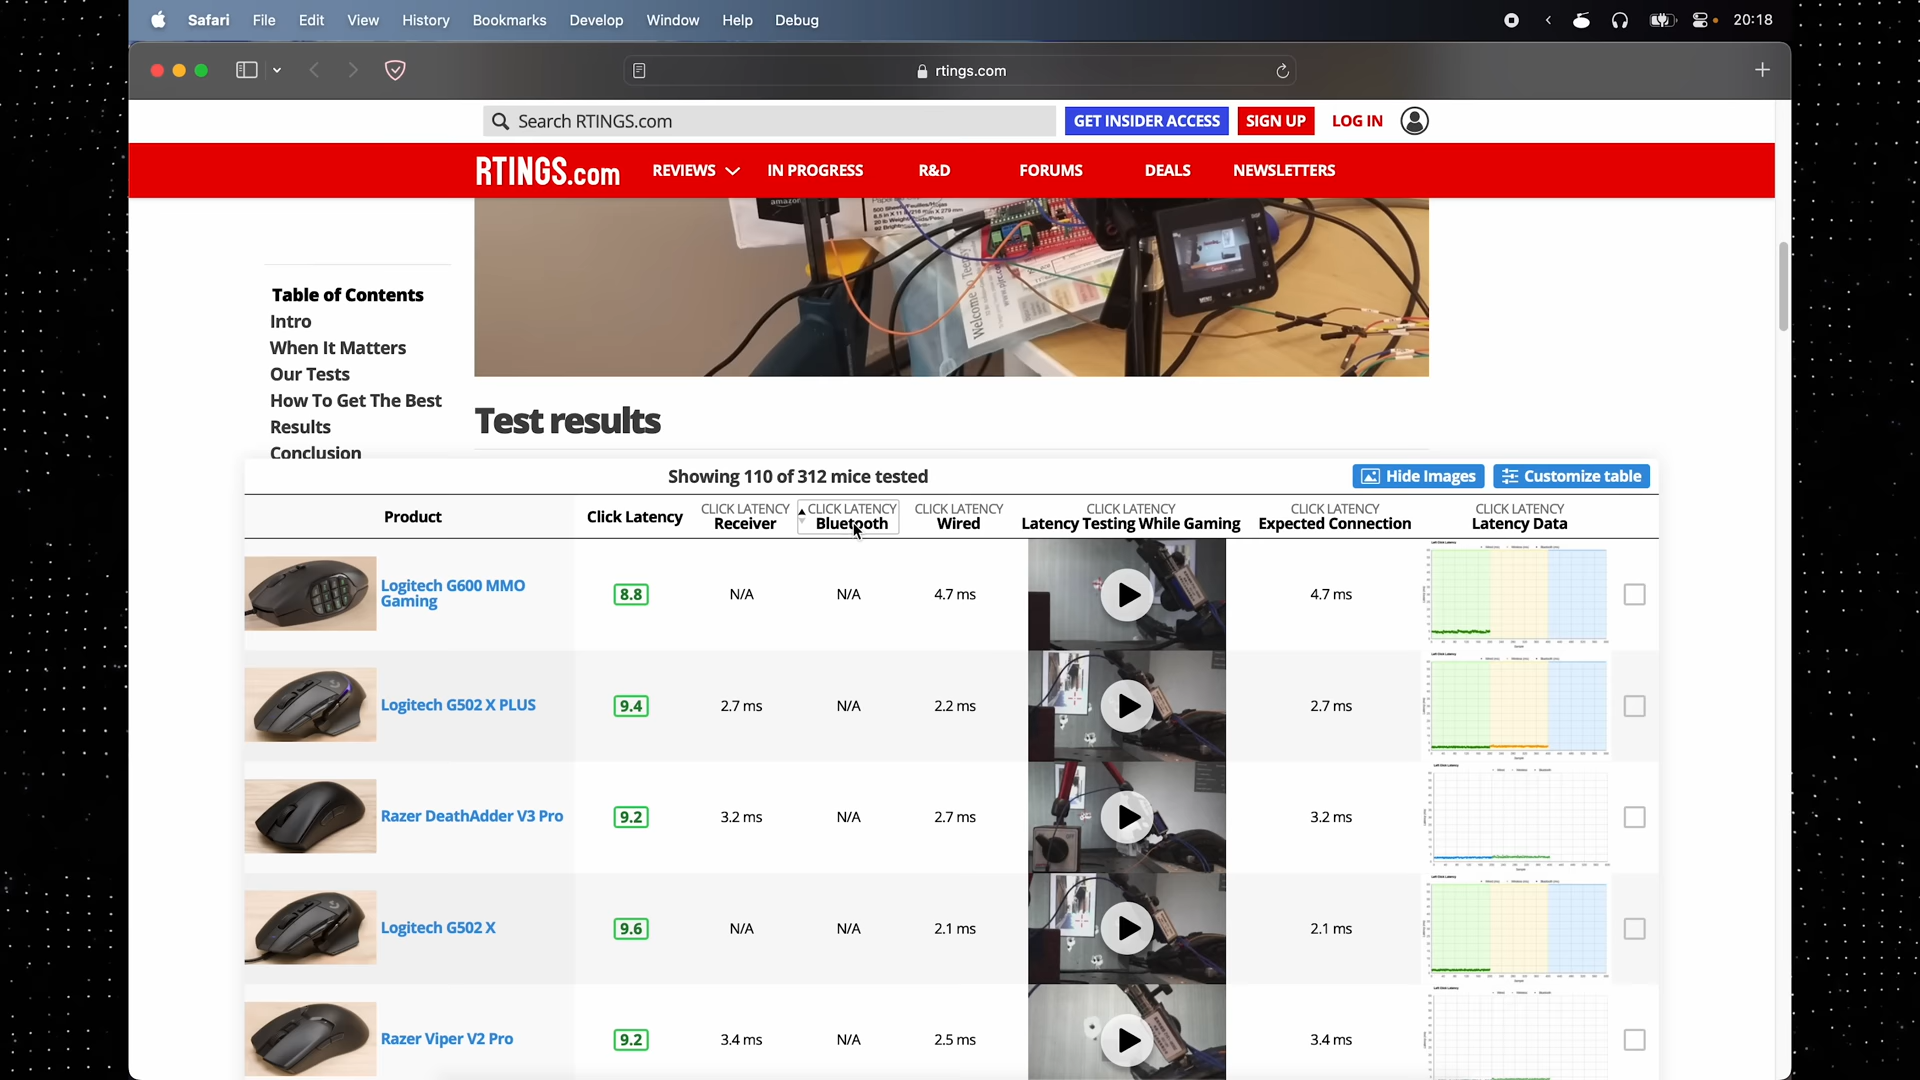 Safari File Edit View History Bookmarks Develop Window Help Debug 20:18
rtings.com
Search RTINGS.com GET INSIDER ACCESS SIGN UP LOG IN
RTINGS.com REVIEWS IN PROGRESS R&D FORUMS DEALS NEWSLETTERS
amazon
Welcome to Teensy
Table of Contents
Intro
When It Matters
Our Tests
How To Get The Best
Results
Conclusion
Test results
Showing 110 of 312 mice tested Hide Images Customize table
Product Click Latency CLICK LATENCY Receiver CLICK LATENCY Bluetooth CLICK LATENCY Wired CLICK LATENCY Latency Testing While Gaming CLICK LATENCY Expected Connection CLICK LATENCY Latency Data
Logitech G600 MMO
Gaming
8.8 N/A N/A 4.7 ms 4.7 ms
Logitech G502 X PLUS 9.4 2.7 ms N/A 2.2 ms 2.7 ms
Razer DeathAdder V3 Pro 9.2 3.2 ms N/A 2.7 ms 3.2 ms
Logitech G502 X 9.6 N/A N/A 2.1 ms 2.1 ms
Razer Viper V2 Pro 9.2 3.4 ms N/A 2.5 ms 3.4 ms